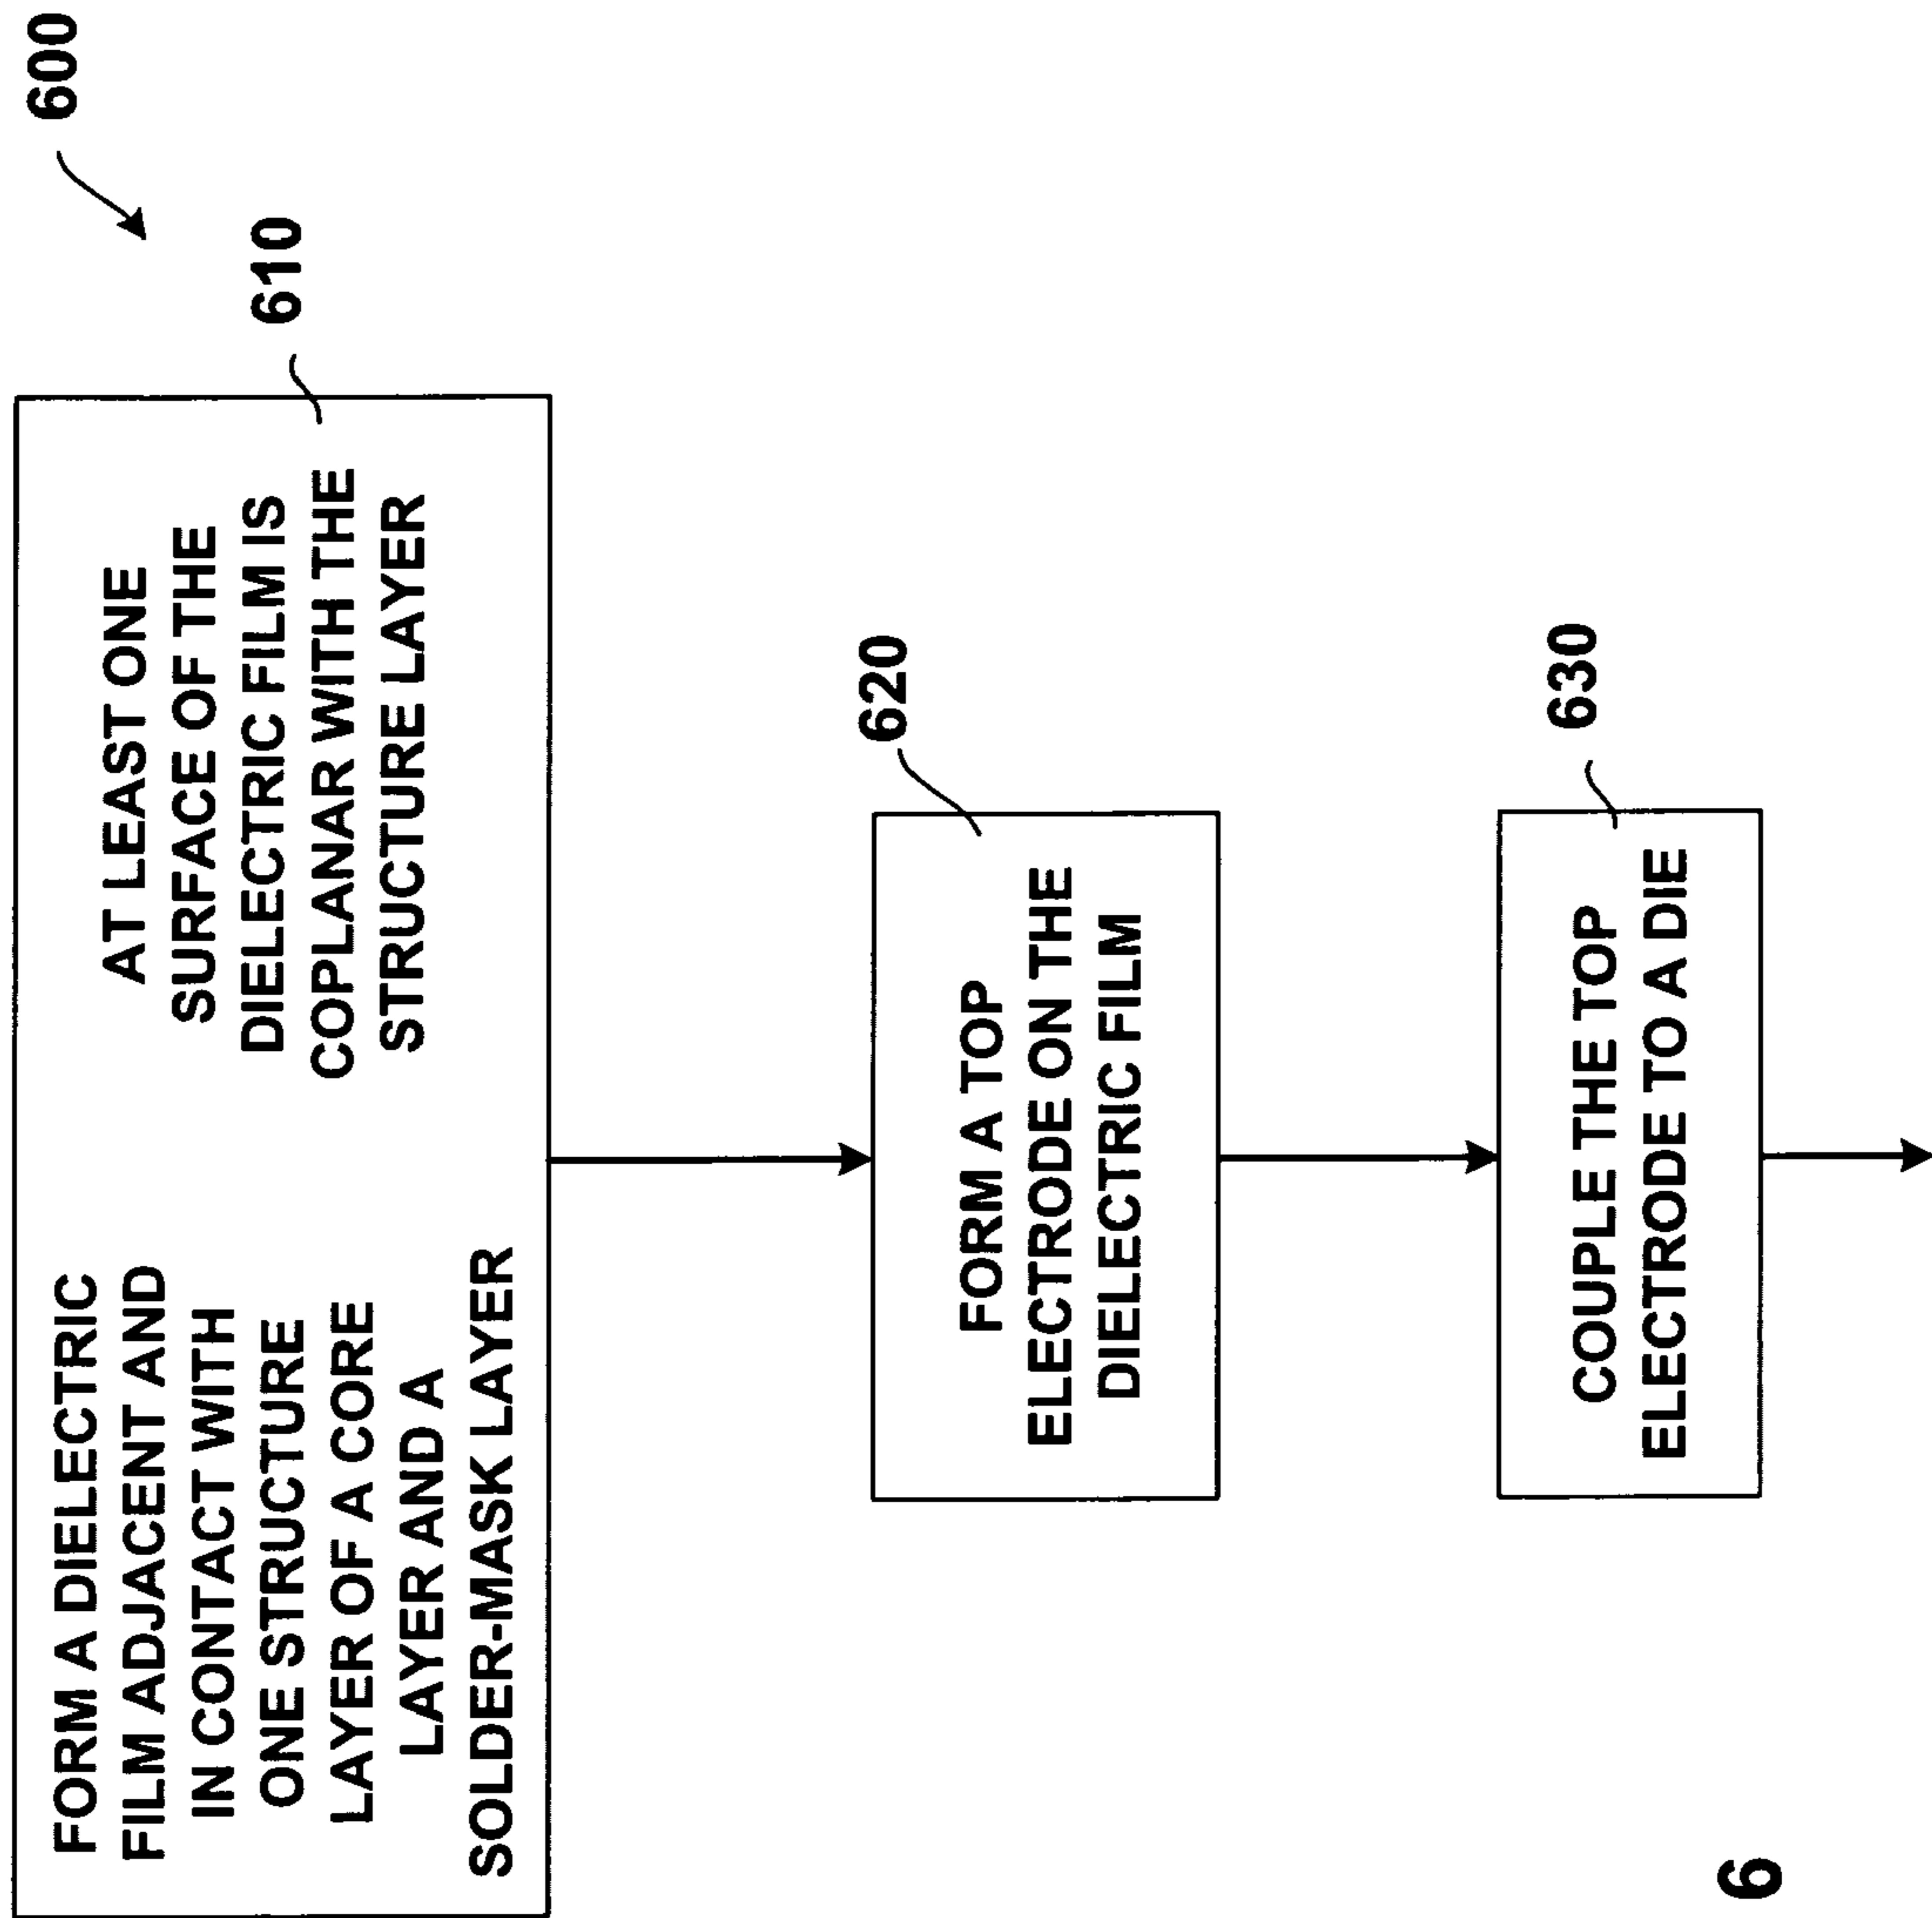 600
610
FORM A DIELECTRIC
FILM ADJACENT AND
IN CONTACT WITH
ONE STRUCTURE
LAYER OF A CORE
LAYER AND A
SOLDER-MASK LAYER
AT LEAST ONE
SURFACE OF THE
DIELECTRIC FILM IS
COPLANAR WITH THE
STRUCTURE LAYER
620
FORM A TOP
ELECTRODE ON THE
DIELECTRIC FILM
630
COUPLE THE TOP
ELECTRODE TO A DIE
6